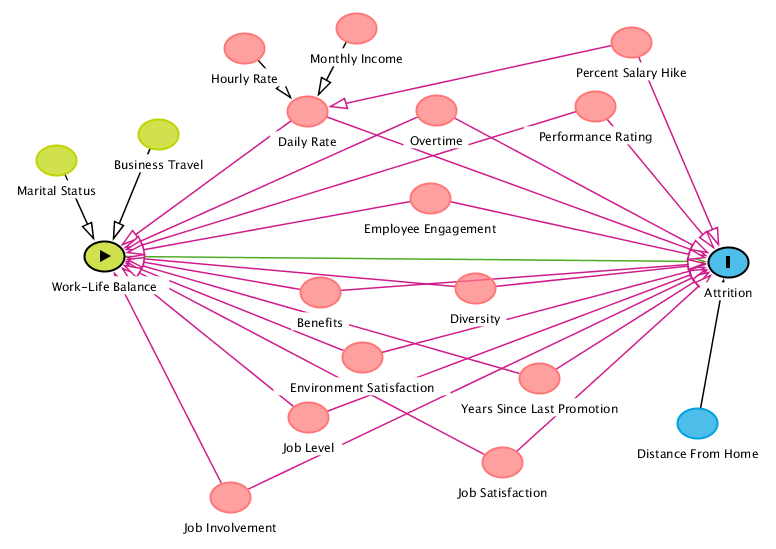 Monthly Income
Percent Salary Hike
Hourly Rate
Daily Rate
Overtime
Performance Rating
Business Travel
Marital Status
Employee Engagement
Work-Life Balance
Attrition
Benefits
Diversity
Environment Satisfaction
Years Since Last Promotion
Job Level
Distance From Home
Job Satisfaction
Job Involvement